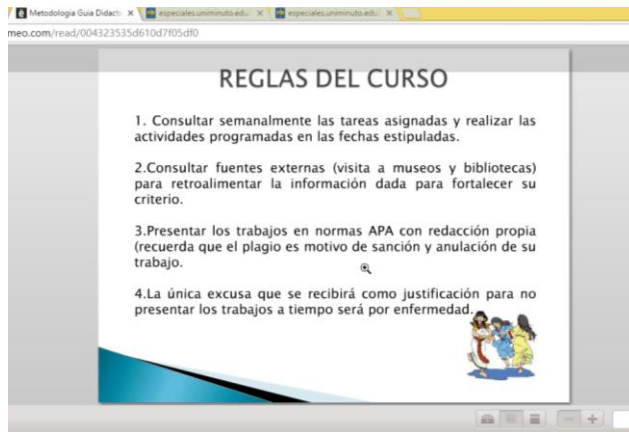 Metodologia Guia Didacti
especiales.uniminuto.edu
especiales.uniminuto.edu
meo.com/read/004323535d610d7f05df0
REGLAS DEL CURSO
1. Consultar semanalmente las tareas asignadas y realizar las
actividades programadas en las fechas estipuladas.
2.Consultar fuentes externas (visita a museos y bibliotecas)
para retroalimentar la información dada para fortalecer su
criterio.
3.Presentar los trabajos en normas APA con redacción propia
(recuerda que el plagio es motivo de sanción y anulación de su
trabajo.
4.La única excusa que se recibirá como justificación para no
presentar los trabajos a tiempo será por enfermedad.